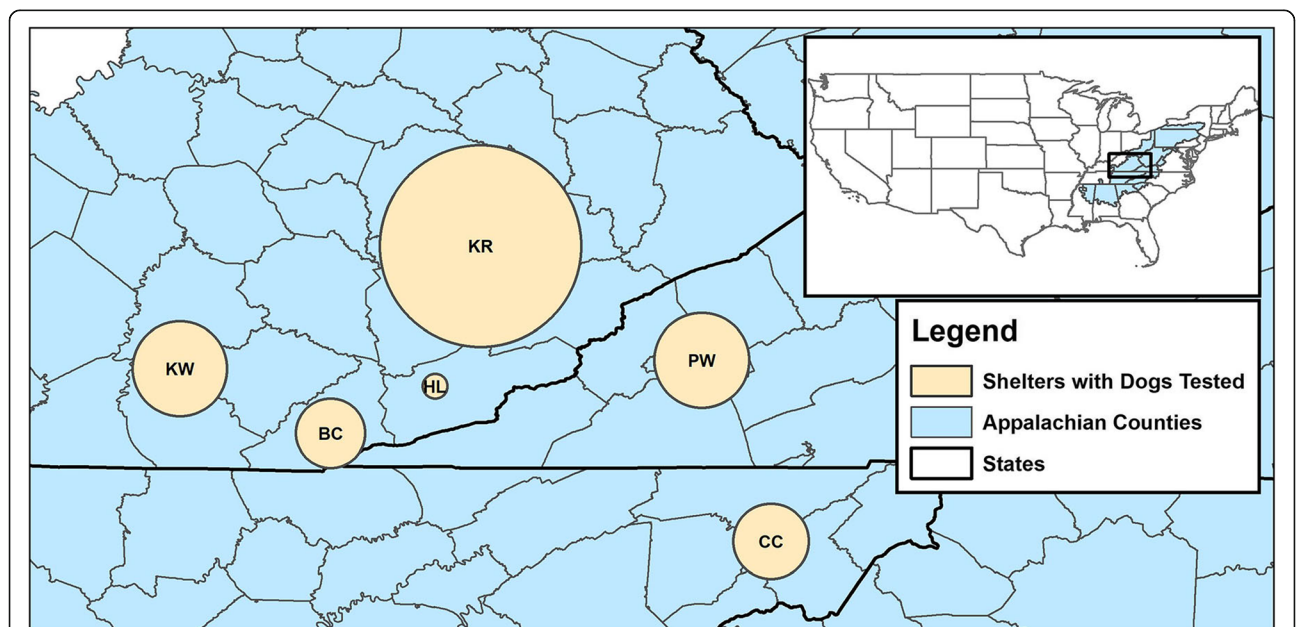 KR
KW
HL
PW
BC
CC
Legend
Shelters with Dogs Tested
Appalachian Counties
States